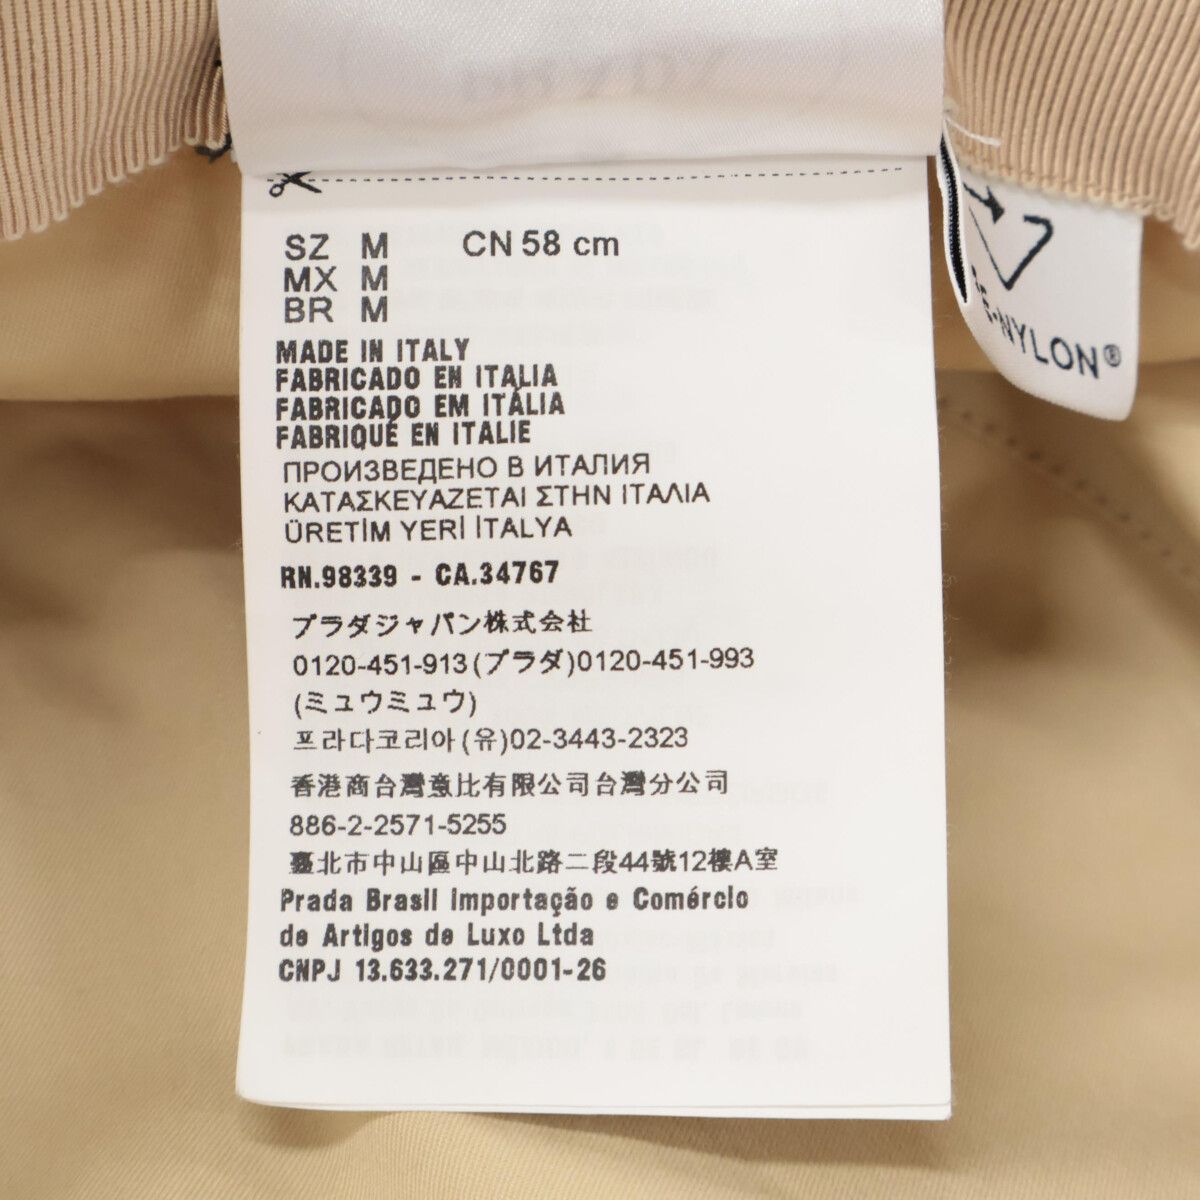 SZ M CN 58 cm
MX M
BR M
MADE IN ITALY
FABRICADO EN ITALIA
FABRICADO EM ITÁLIA
FABRIQUÉ EN ITALIE
ПРОИЗВЕДЕНО В ИТАЛИЯ
ΚΑΤΑΣΚΕΥΑΖΕΤΑΙ ΣΤΗΝ ΙΤΑΛΙΑ
ÜRETİM YERİ İTALYA
RN.98339 - CA.34767
プラダジャパン株式会社
0120-451-913(プラダ)0120-451-993
(ミュウミュウ)
프라다코리아(유)02-3443-2323
香港商台灣意比有限公司台灣分公司
886-2-2571-5255
臺北市中山區中山北路二段44號12樓A室
Prada Brasil Importação e Comércio
de Artigos de Luxo Ltda
CNPJ 13.633.271/0001-26
RE-NYLON®